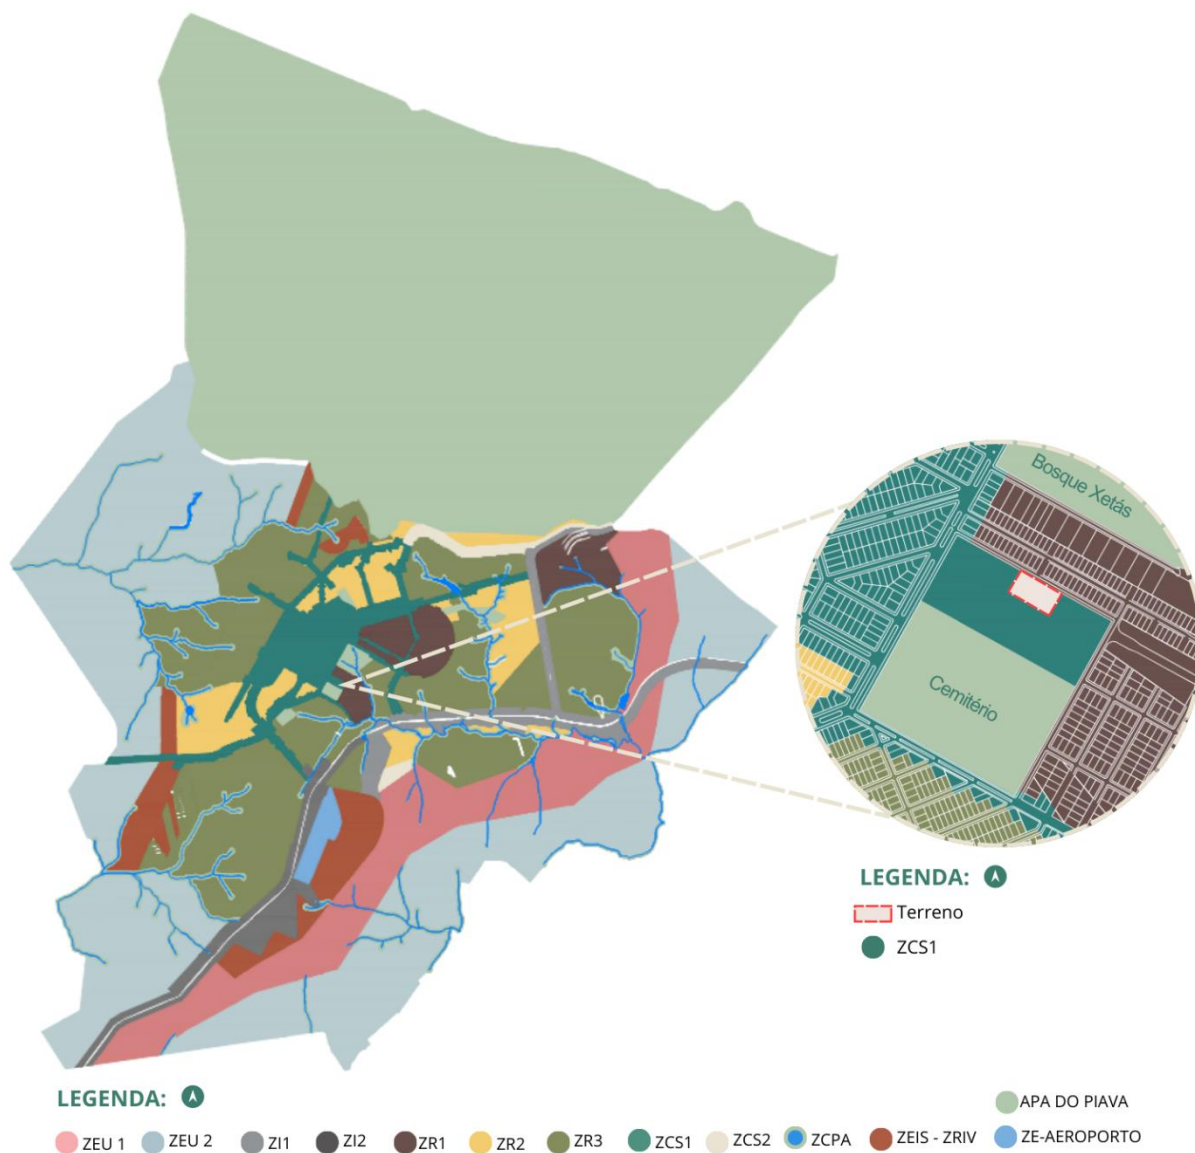 Bosque Xetás
Cemitério
LEGENDA:
Terreno
ZCS1
LEGENDA:
APA DO PIAVA
ZEU 1 ZEU 2 ZI1 ZI2 ZR1 ZR2 ZR3 ZCS1 ZCS2 ZCPA ZEIS - ZRIV ZE-AEROPORTO